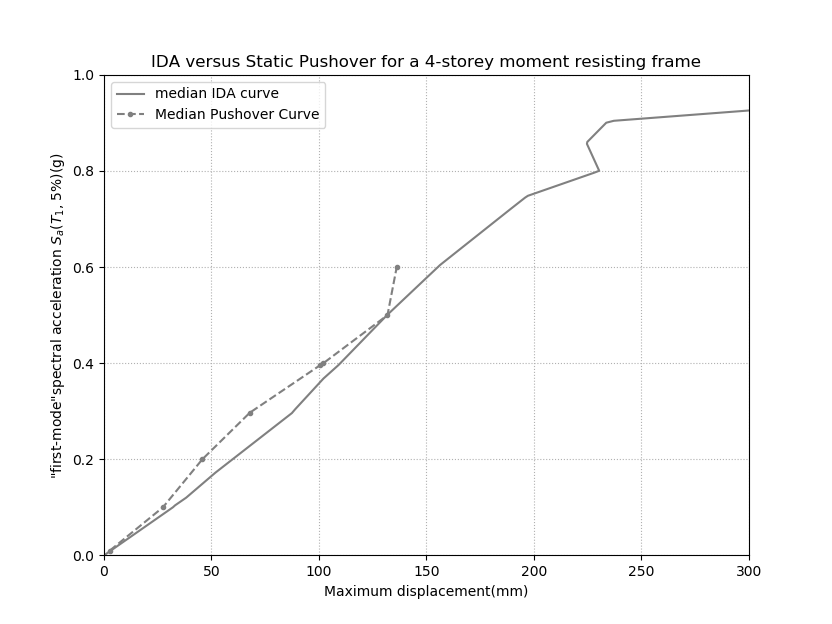 IDA versus Static Pushover for a 4-storey moment resisting frame
median IDA curve
Median Pushover Curve
"first-mode"spectral acceleration Sₐ(T₁, 5%)(g)
1.0
0.8
0.6
0.4
0.2
0.0
0 50 100 150 200 250 300
Maximum displacement(mm)